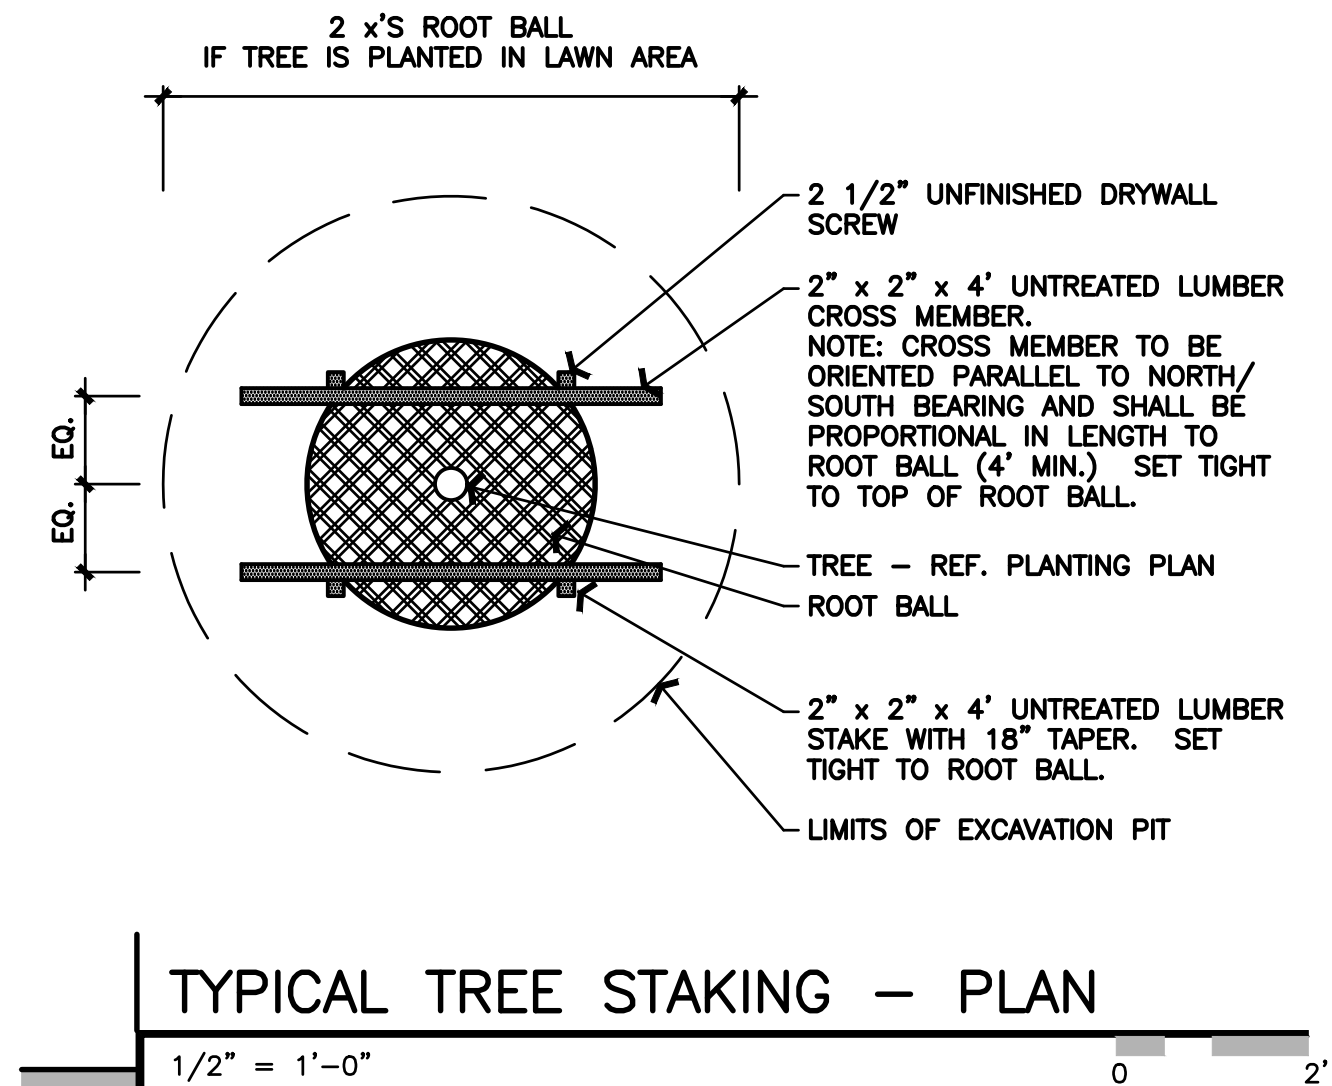 2 x'S ROOT BALL
IF TREE IS PLANTED IN LAWN AREA
2 1/2" UNFINISHED DRYWALL
SCREW
2" x 2" x 4' UNTREATED LUMBER
CROSS MEMBER.
NOTE: CROSS MEMBER TO BE
ORIENTED PARALLEL TO NORTH/
SOUTH BEARING AND SHALL BE
PROPORTIONAL IN LENGTH TO
ROOT BALL (4' MIN.) SET TIGHT
TO TOP OF ROOT BALL.
EQ.
EQ.
TREE - REF. PLANTING PLAN
ROOT BALL
2" x 2" x 4' UNTREATED LUMBER
STAKE WITH 18" TAPER. SET
TIGHT TO ROOT BALL.
LIMITS OF EXCAVATION PIT
TYPICAL TREE STAKING - PLAN
1/2" = 1'-0"
0 2'